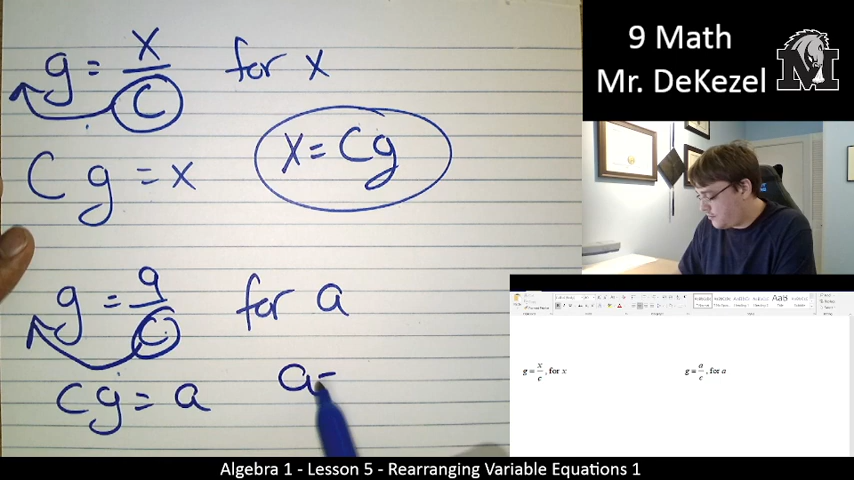 g = x/c for x
Cg = x x = Cg
g = a/c for a
cg = a a=
9 Math
Mr. DeKezel
M
g = x/c, for x
g = a/c, for a
Algebra 1 - Lesson 5 - Rearranging Variable Equations 1